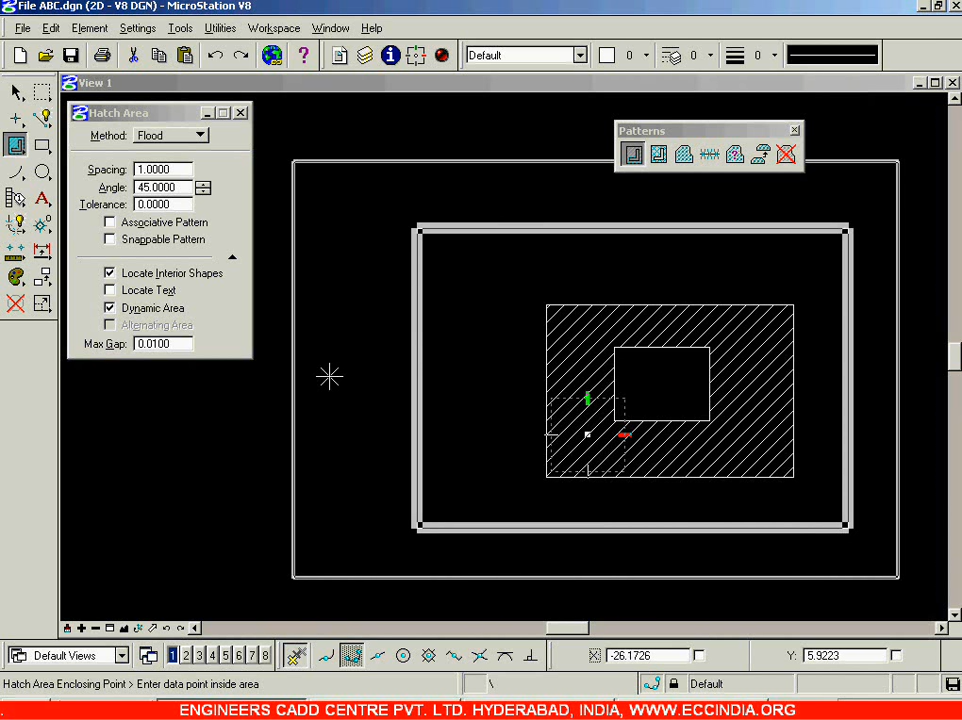 File ABC.dgn (2D - V8 DGN) - MicroStation V8
File Edit Element Settings Tools Utilities Workspace Window Help
Default 0 0 0
View 1
Hatch Area
Method: Flood
Spacing: 1.0000
Angle: 45.0000
Tolerance: 0.0000
Associative Pattern
Snappable Pattern
Locate Interior Shapes
Locate Text
Dynamic Area
Alternating Area
Max Gap: 0.0100
Patterns
Default Views 1 2 3 4 5 6 7 8 X -26.1726 Y: 5.9223
Hatch Area Enclosing Point > Enter data point inside area Default
ENGINEERS CADD CENTRE PVT. LTD. HYDERABAD, INDIA, WWW.ECCINDIA.ORG